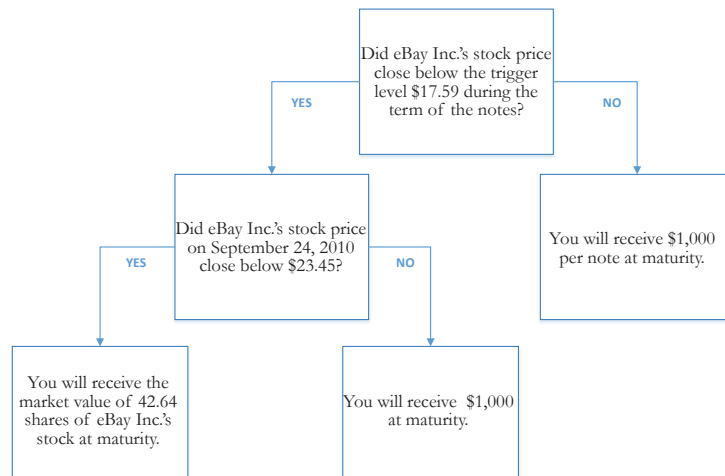 Did eBay Inc.'s stock price
close below the trigger
level $17.59 during the
term of the notes?
YES
NO
Did eBay Inc.'s stock price
on September 24, 2010
close below $23.45?
You will receive $1,000
per note at maturity.
YES
NO
You will receive the
market value of 42.64
shares of eBay Inc.'s
stock at maturity.
You will receive $1,000
at maturity.